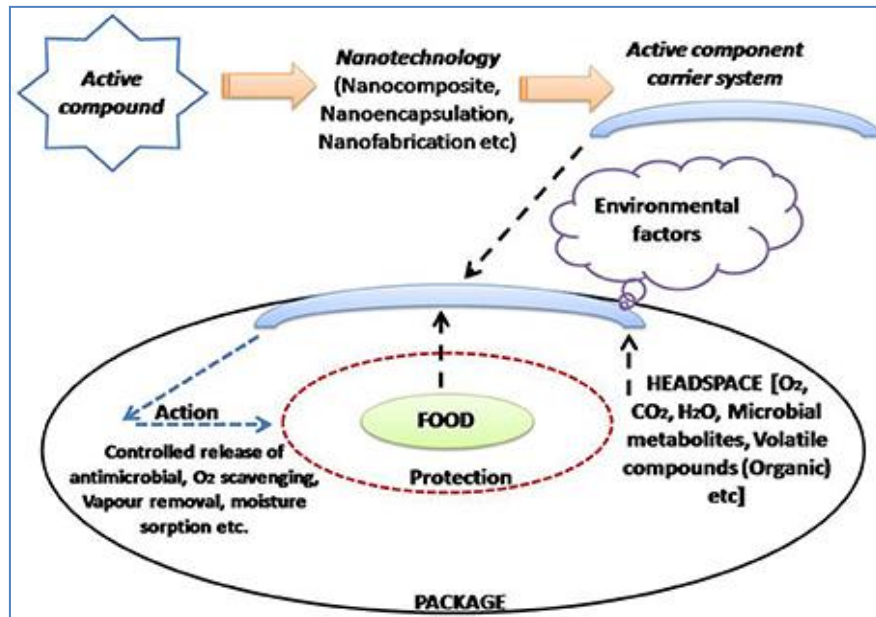 Active
compound
Nanotechnology
(Nanocomposite,
Nanoencapsulation,
Nanofabrication etc)
Active component
carrier system
Environmental
factors
Action
Controlled release of
antimicrobial, O₂ scavenging,
Vapour removal, moisture
sorption etc.
FOOD
Protection
HEADSPACE [O₂,
CO₂, H₂O, Microbial
metabolites, Volatile
compounds (Organic)
etc]
PACKAGE